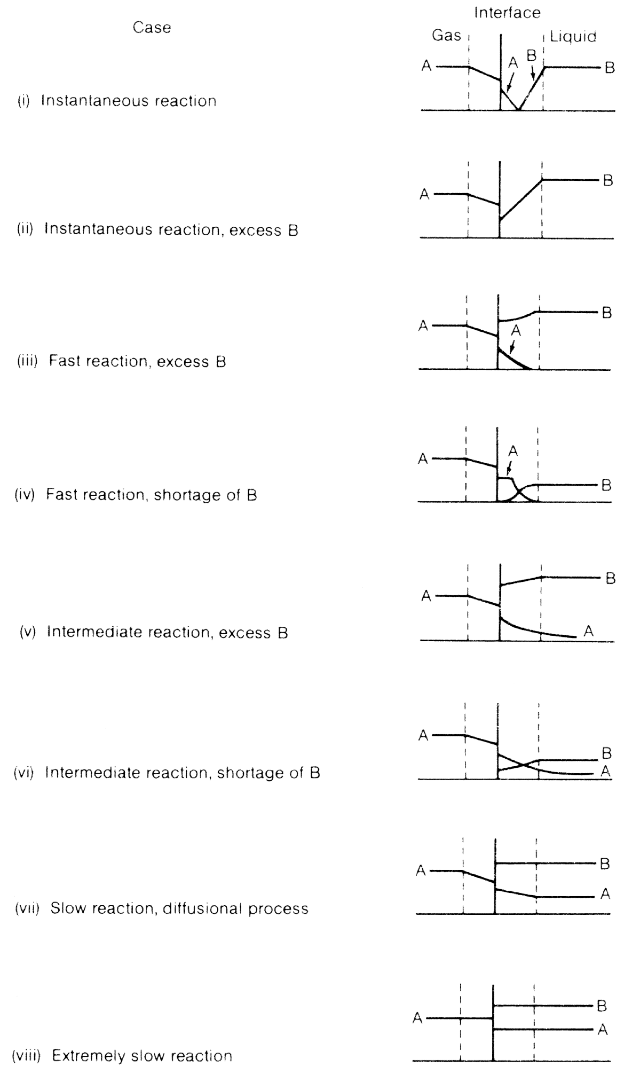 Case
Interface
Gas Liquid
A A B B
(i) Instantaneous reaction
A B
(ii) Instantaneous reaction, excess B
A A B
(iii) Fast reaction, excess B
A A B
(iv) Fast reaction, shortage of B
A B
A
(v) Intermediate reaction, excess B
A B
A
(vi) Intermediate reaction, shortage of B
A B
A
(vii) Slow reaction, diffusional process
A B
A
(viii) Extremely slow reaction